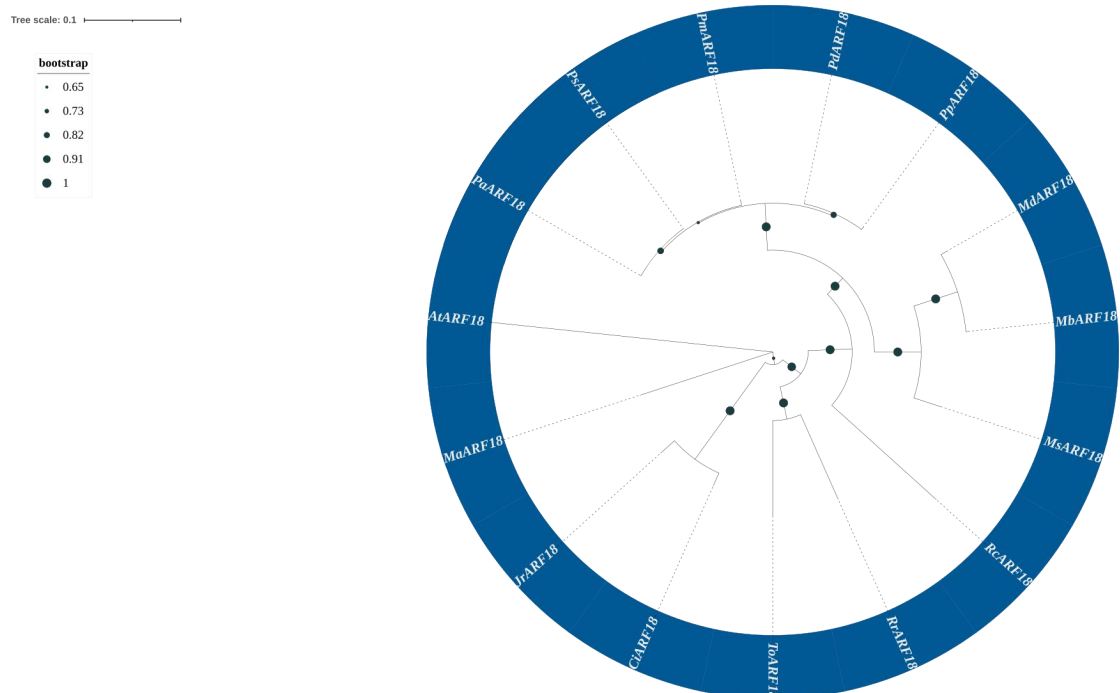 Tree scale: 0.1
bootstrap
0.65
0.73
0.82
0.91
1
PmARF18
PdARF18
PpARF18
MdARF18
MbARF18
MsARF18
RcARF18
RrARF18
ToARF1
CiARF18
JrARF18
MaARF18
AtARF18
PaARF18
PsARF18